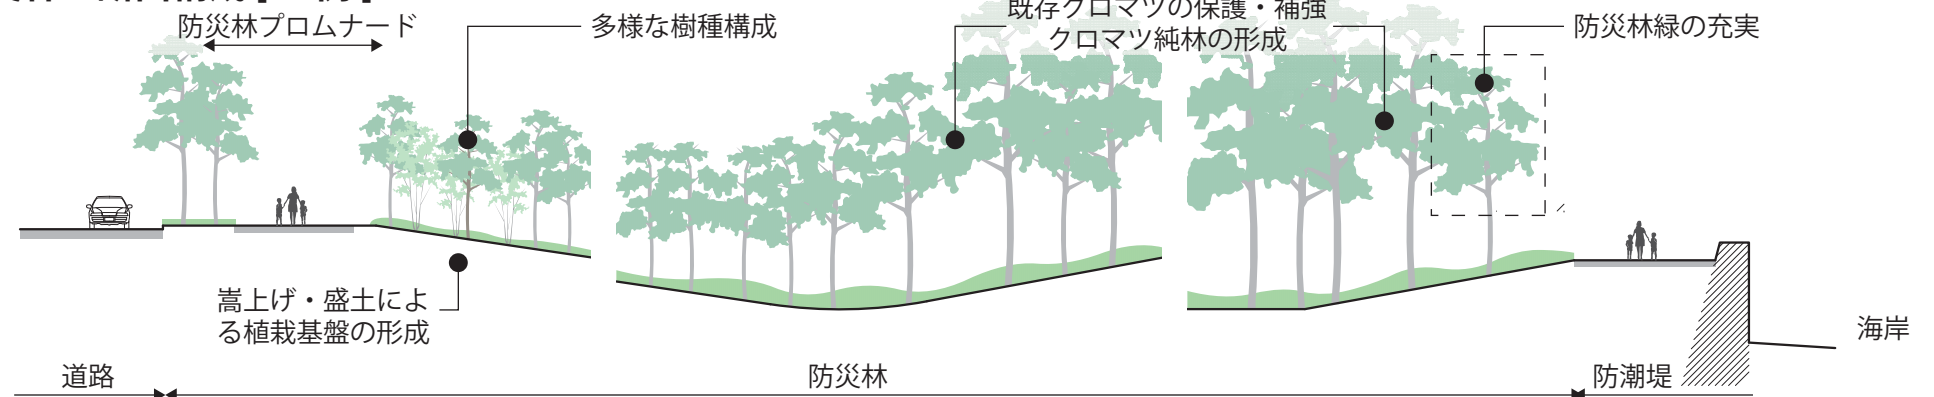 防災林プロムナード
多様な樹種構成
既存クロマツの保護・補強
クロマツ純林の形成
防災林緑の充実
嵩上げ・盛土によ
る植栽基盤の形成
海岸
道路
防災林
防潮堤